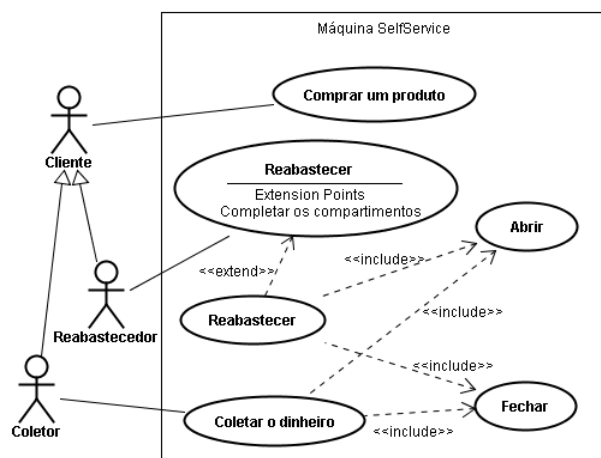 Máquina SelfService
Comprar um produto
Cliente
Reabastecer
Extension Points
Completar os compartimentos
Abrir
<<extend>>
<<include>>
Reabastecedor
Reabastecer
<<include>>
<<include>>
Coletor
Coletar o dinheiro
Fechar
<<include>>